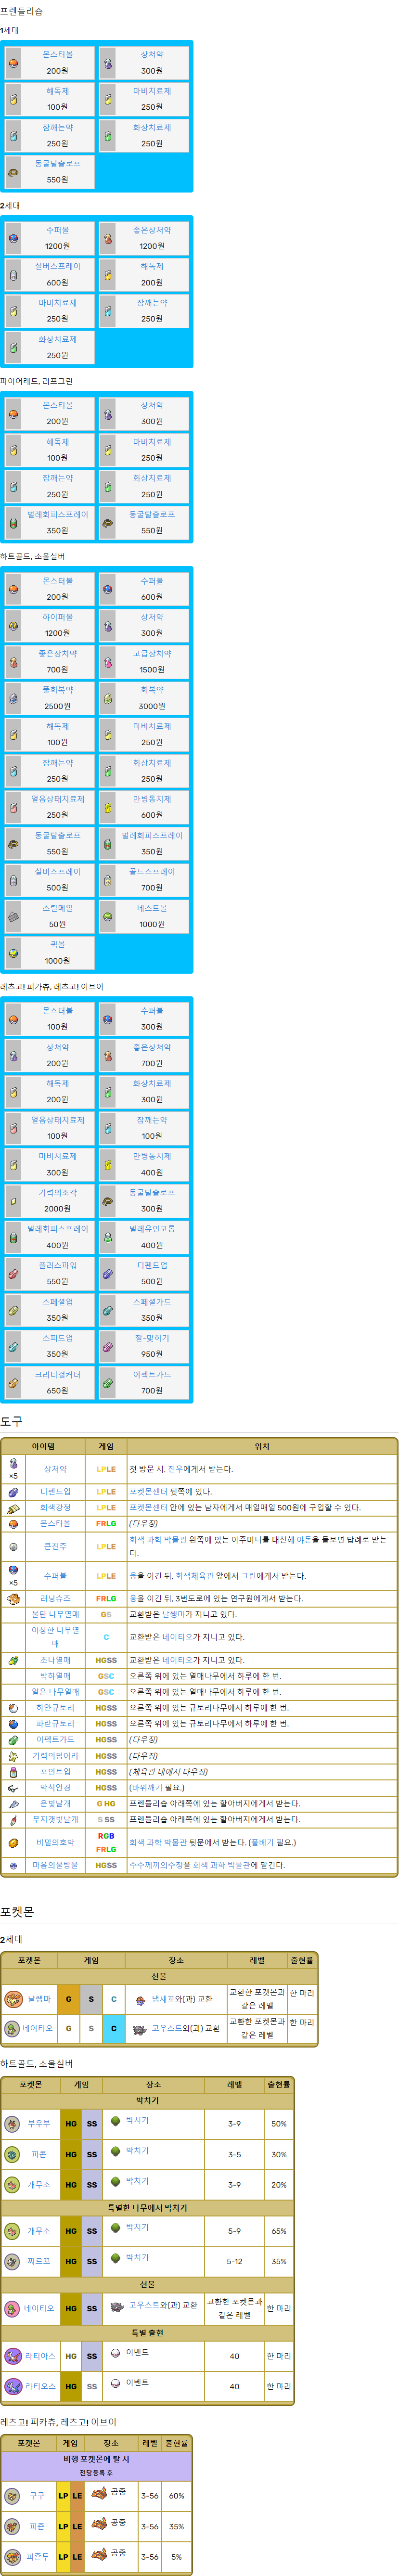 프렌들리숍
1세대
몬스터볼 상처약
200원 300원
해독제 마비치료제
100원 250원
잠깨는약 화상치료제
250원 250원
동굴탈출로프
550원
2세대
수퍼볼 좋은상처약
1200원 1200원
실버스프레이 해독제
600원 200원
마비치료제 잠깨는약
250원 250원
화상치료제
250원
파이어레드, 리프그린
몬스터볼 상처약
200원 300원
해독제 마비치료제
100원 250원
잠깨는약 화상치료제
250원 250원
벌레회피스프레이 동굴탈출로프
350원 550원
하트골드, 소울실버
몬스터볼 수퍼볼
200원 600원
하이퍼볼 상처약
1200원 300원
좋은상처약 고급상처약
700원 1500원
풀회복약 회복약
2500원 3000원
해독제 마비치료제
100원 250원
잠깨는약 화상치료제
250원 250원
얼음상태치료제 만병통치제
250원 600원
동굴탈출로프 벌레회피스프레이
550원 350원
실버스프레이 골드스프레이
500원 700원
스틸메일 네스트볼
50원 1000원
퀵볼
1000원
레츠고! 피카츄, 레츠고! 이브이
몬스터볼 수퍼볼
100원 300원
상처약 좋은상처약
200원 700원
해독제 화상치료제
200원 300원
얼음상태치료제 잠깨는약
100원 100원
마비치료제 만병통치제
300원 400원
기력의조각 동굴탈출로프
2000원 300원
벌레회피스프레이 벌레유인코롱
400원 400원
플러스파워 디펜드업
550원 500원
스페셜업 스페셜가드
350원 350원
스피드업 잘-맞히기
350원 950원
크리티컬커터 이펙트가드
650원 700원
도구
아이템 게임 위치
×5 상처약 LPLE 첫 방문 시, 진우에게서 받는다.
디펜드업 LPLE 포켓몬센터 뒷쪽에 있다.
회색강정 LPLE 포켓몬센터 안에 있는 남자에게서 매일매일 500원에 구입할 수 있다.
몬스터볼 FRLG (다우징)
큰진주 LPLE 회색 과학 박물관 왼쪽에 있는 아주머니를 대신해 야돈을 돌보면 답례로 받는
다.
×5 수퍼볼 LPLE 웅을 이긴 뒤, 회색체육관 앞에서 그린에게서 받는다.
러닝슈즈 FRLG 웅을 이긴 뒤, 3번도로에 있는 연구원에게서 받는다.
불탄 나무열매 GS 교환받은 날쌩마가 지니고 있다.
이상한 나무열
매 C 교환받은 네이티오가 지니고 있다.
초나열매 HGSS 교환받은 네이티오가 지니고 있다.
박하열매 GSC 오른쪽 위에 있는 열매나무에서 하루에 한 번.
얼은 나무열매 GSC 오른쪽 위에 있는 열매나무에서 하루에 한 번.
하얀규토리 HGSS 오른쪽 위에 있는 규토리나무에서 하루에 한 번.
파란규토리 HGSS 오른쪽 위에 있는 규토리나무에서 하루에 한 번.
이펙트가드 HGSS (다우징)
기력의덩어리 HGSS (다우징)
포인트업 HGSS (체육관 내에서 다우징)
박식안경 HGSS (바위깨기 필요.)
은빛날개 G HG 프렌들리숍 아래쪽에 있는 할아버지에게서 받는다.
무지갯빛날개 S SS 프렌들리숍 아래쪽에 있는 할아버지에게서 받는다.
비밀의호박 RGB
FRLG 회색 과학 박물관 뒷문에서 받는다. (풀베기 필요.)
마음의물방울 HGSS 수수께끼의수정을 회색 과학 박물관에 맡긴다.
포켓몬
2세대
포켓몬 게임 장소 레벨 출현률
선물
날쌩마 G S C 냄새꼬와(과) 교환 교환한 포켓몬과
같은 레벨 한 마리
네이티오 G S C 고우스트와(과) 교환 교환한 포켓몬과
같은 레벨 한 마리
하트골드, 소울실버
포켓몬 게임 장소 레벨 출현률
박치기
부우부 HG SS 박치기 3-9 50%
피콘 HG SS 박치기 3-5 30%
개무소 HG SS 박치기 3-9 20%
특별한 나무에서 박치기
개무소 HG SS 박치기 5-9 65%
찌르꼬 HG SS 박치기 5-12 35%
선물
네이티오 HG SS 고우스트와(과) 교환 교환한 포켓몬과
같은 레벨 한 마리
특별 출현
라티아스 HG SS 이벤트 40 한 마리
라티오스 HG SS 이벤트 40 한 마리
레츠고! 피카츄, 레츠고! 이브이
포켓몬 게임 장소 레벨 출현률
비행 포켓몬에 탈 시
전당등록 후
구구 LP LE 공중 3-56 60%
피죤 LP LE 공중 3-56 35%
피죤투 LP LE 공중 3-56 5%